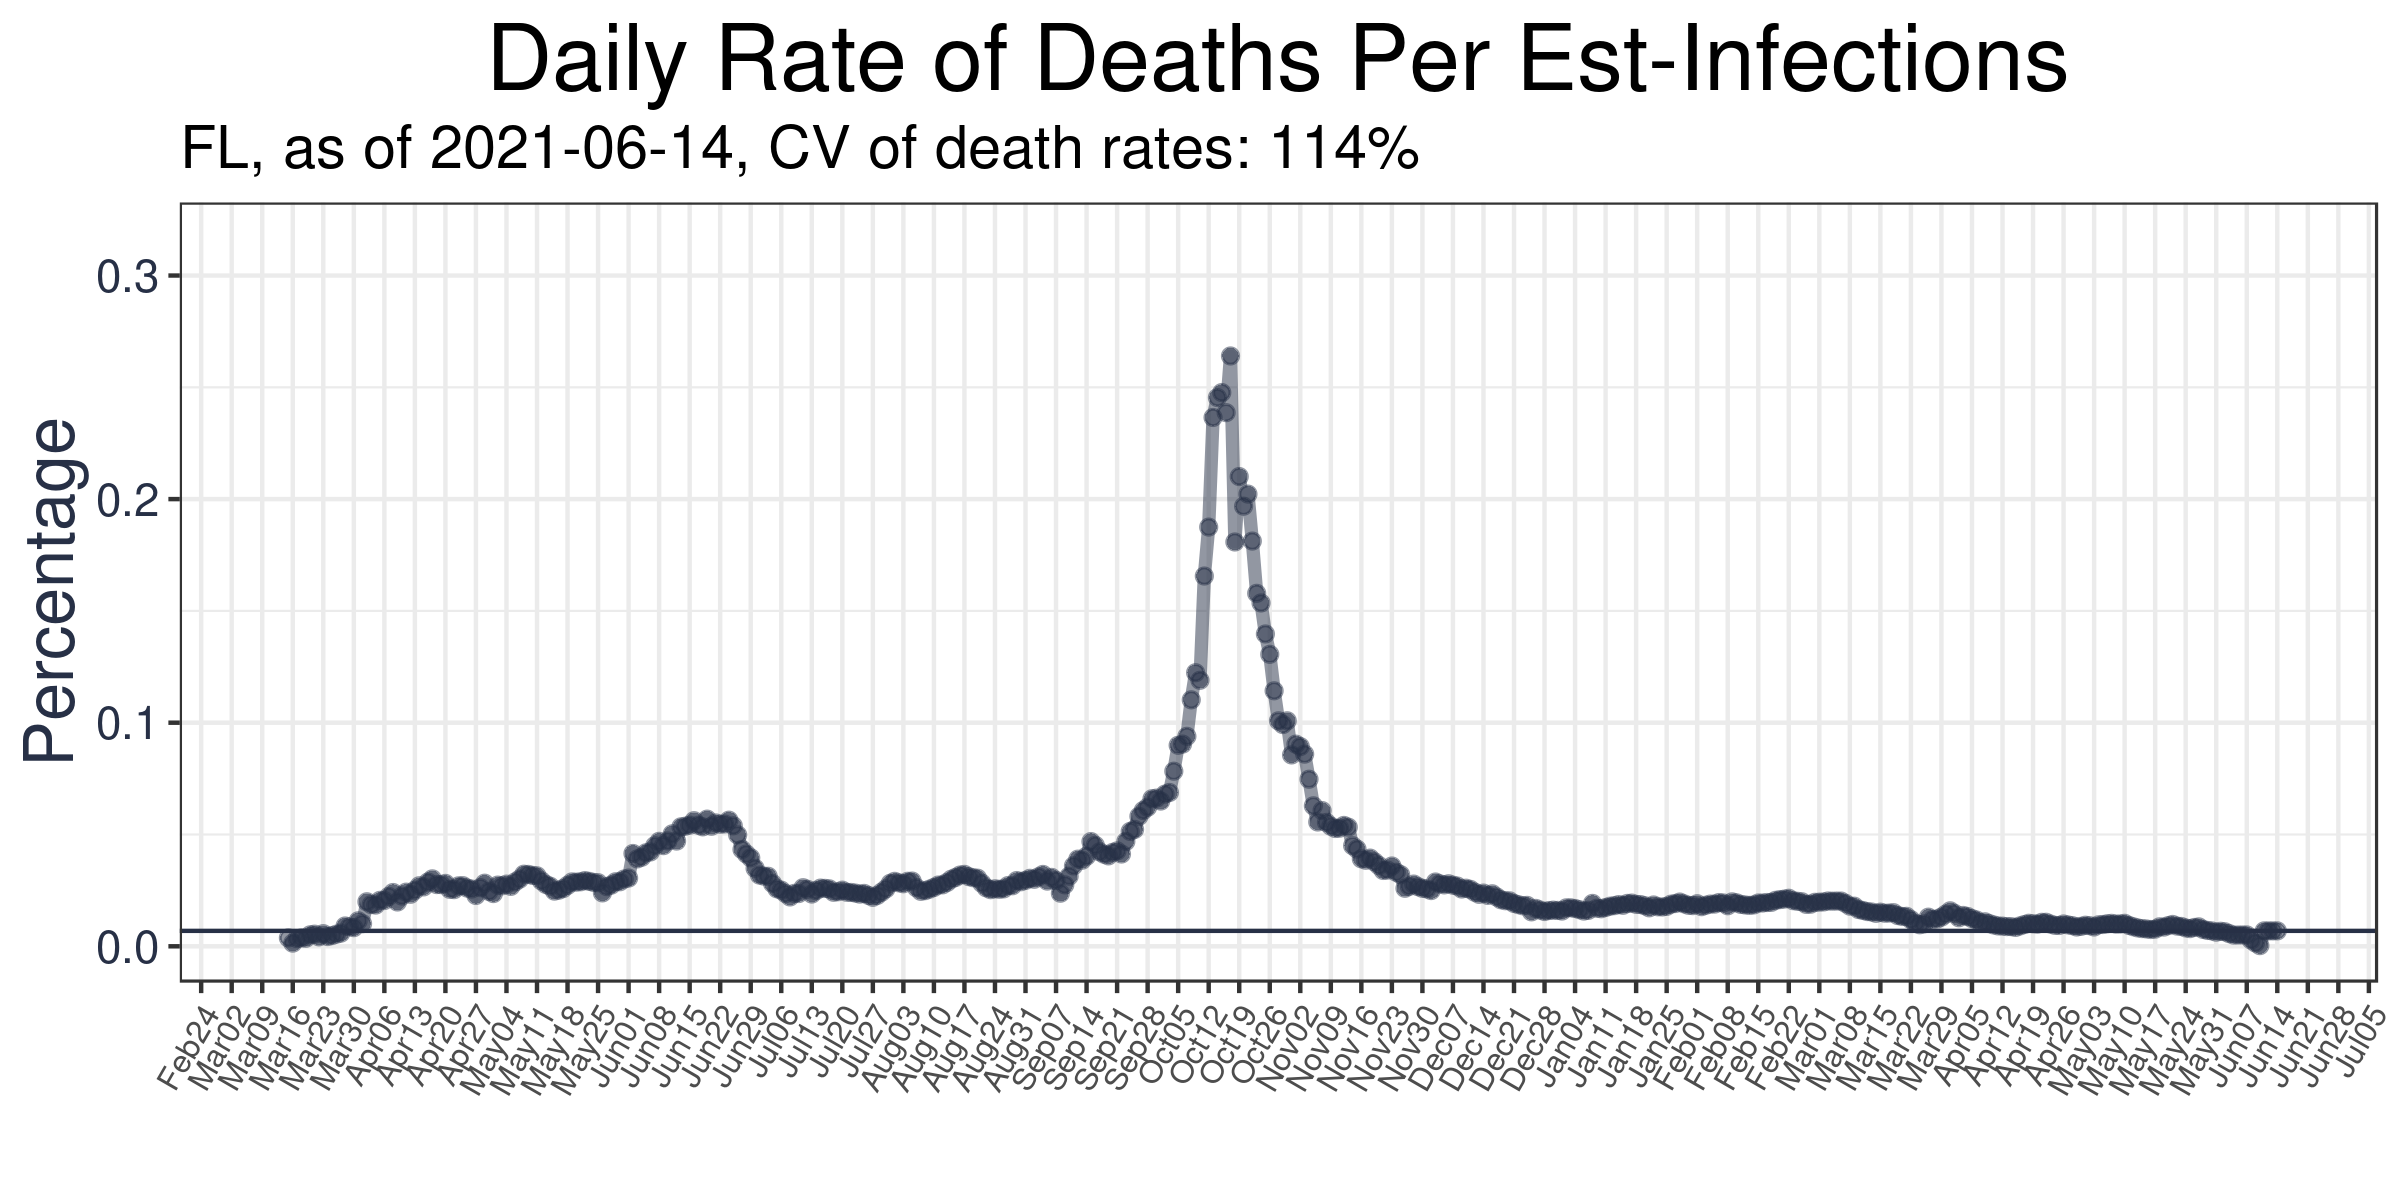 Daily Rate of Deaths Per Est-Infections
FL, as of 2021-06-14, CV of death rates: 114%
Percentage
0.3
0.2
0.1
0.0
Feb24
Mar02
Mar09
Mar16
Mar23
Mar30
Apr06
Apr13
Apr20
Apr27
May04
May11
May18
May25
Jun01
Jun08
Jun15
Jun22
Jun29
Jul06
Jul13
Jul20
Jul27
Aug03
Aug10
Aug17
Aug24
Aug31
Sep07
Sep14
Sep21
Sep28
Oct05
Oct12
Oct19
Oct26
Nov02
Nov09
Nov16
Nov23
Nov30
Dec07
Dec14
Dec21
Dec28
Jan04
Jan11
Jan18
Jan25
Feb01
Feb08
Feb15
Feb22
Mar01
Mar08
Mar15
Mar22
Mar29
Apr05
Apr12
Apr19
Apr26
May03
May10
May17
May24
May31
Jun07
Jun14
Jun21
Jun28
Jul05